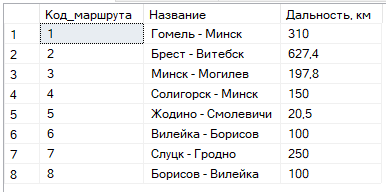 Код_маршрута Название Дальность, км
1 1 Гомель - Минск 310
2 2 Брест - Витебск 627,4
3 3 Минск - Могилев 197,8
4 4 Солигорск - Минск 150
5 5 Жодино - Смолевичи 20,5
6 6 Вилейка - Борисов 100
7 7 Слуцк - Гродно 250
8 8 Борисов - Вилейка 100